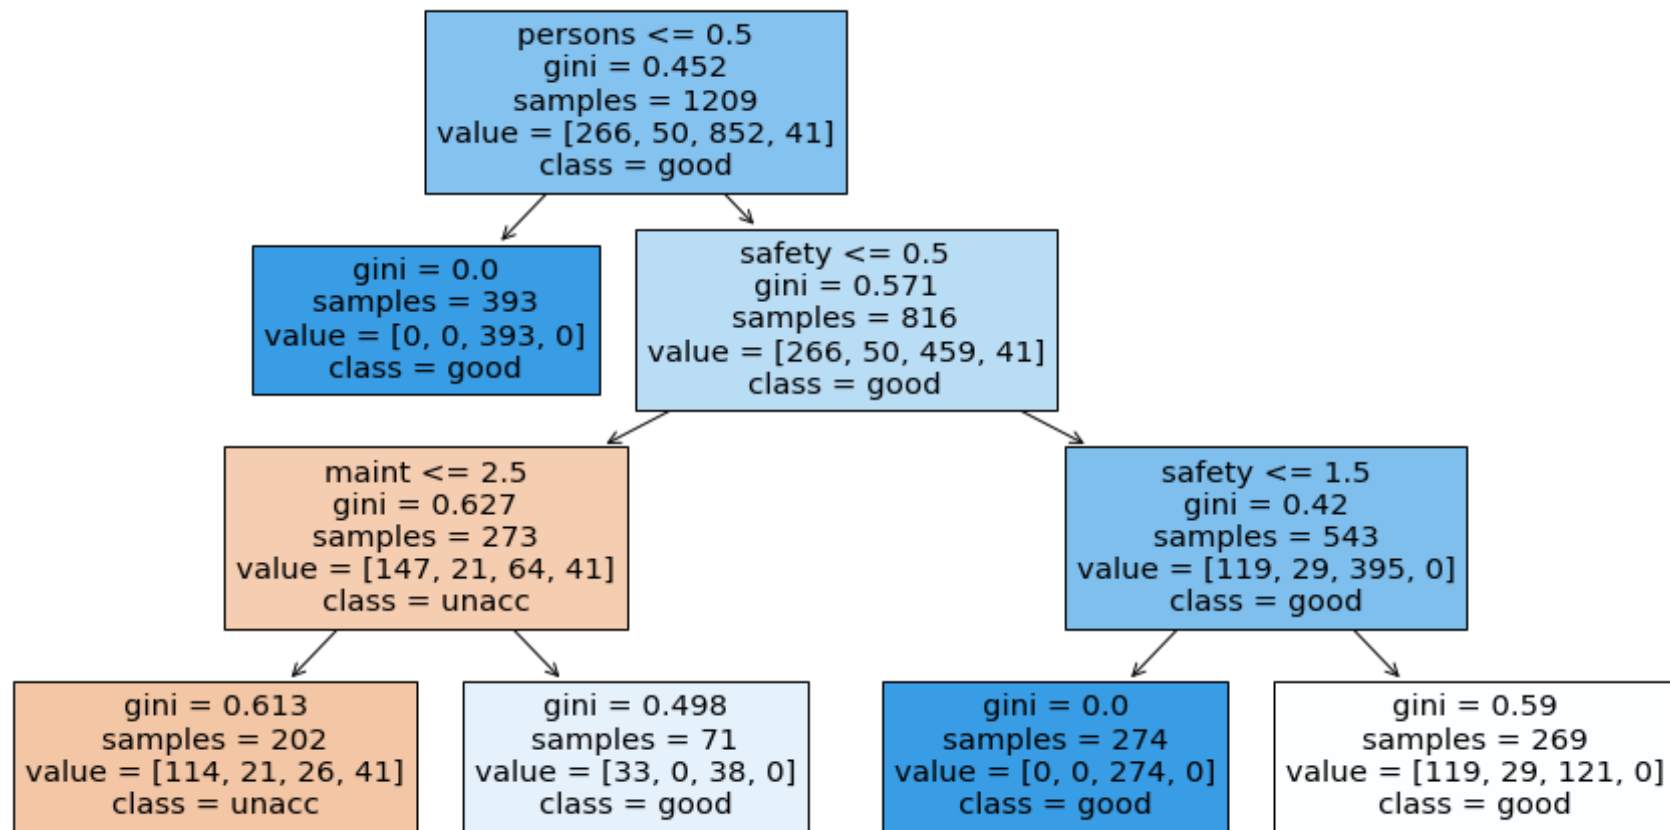 persons <= 0.5
gini = 0.452
samples = 1209
value = [266, 50, 852, 41]
class = good
gini = 0.0
samples = 393
value = [0, 0, 393, 0]
class = good
safety <= 0.5
gini = 0.571
samples = 816
value = [266, 50, 459, 41]
class = good
maint <= 2.5
gini = 0.627
samples = 273
value = [147, 21, 64, 41]
class = unacc
safety <= 1.5
gini = 0.42
samples = 543
value = [119, 29, 395, 0]
class = good
gini = 0.613
samples = 202
value = [114, 21, 26, 41]
class = unacc
gini = 0.498
samples = 71
value = [33, 0, 38, 0]
class = good
gini = 0.0
samples = 274
value = [0, 0, 274, 0]
class = good
gini = 0.59
samples = 269
value = [119, 29, 121, 0]
class = good